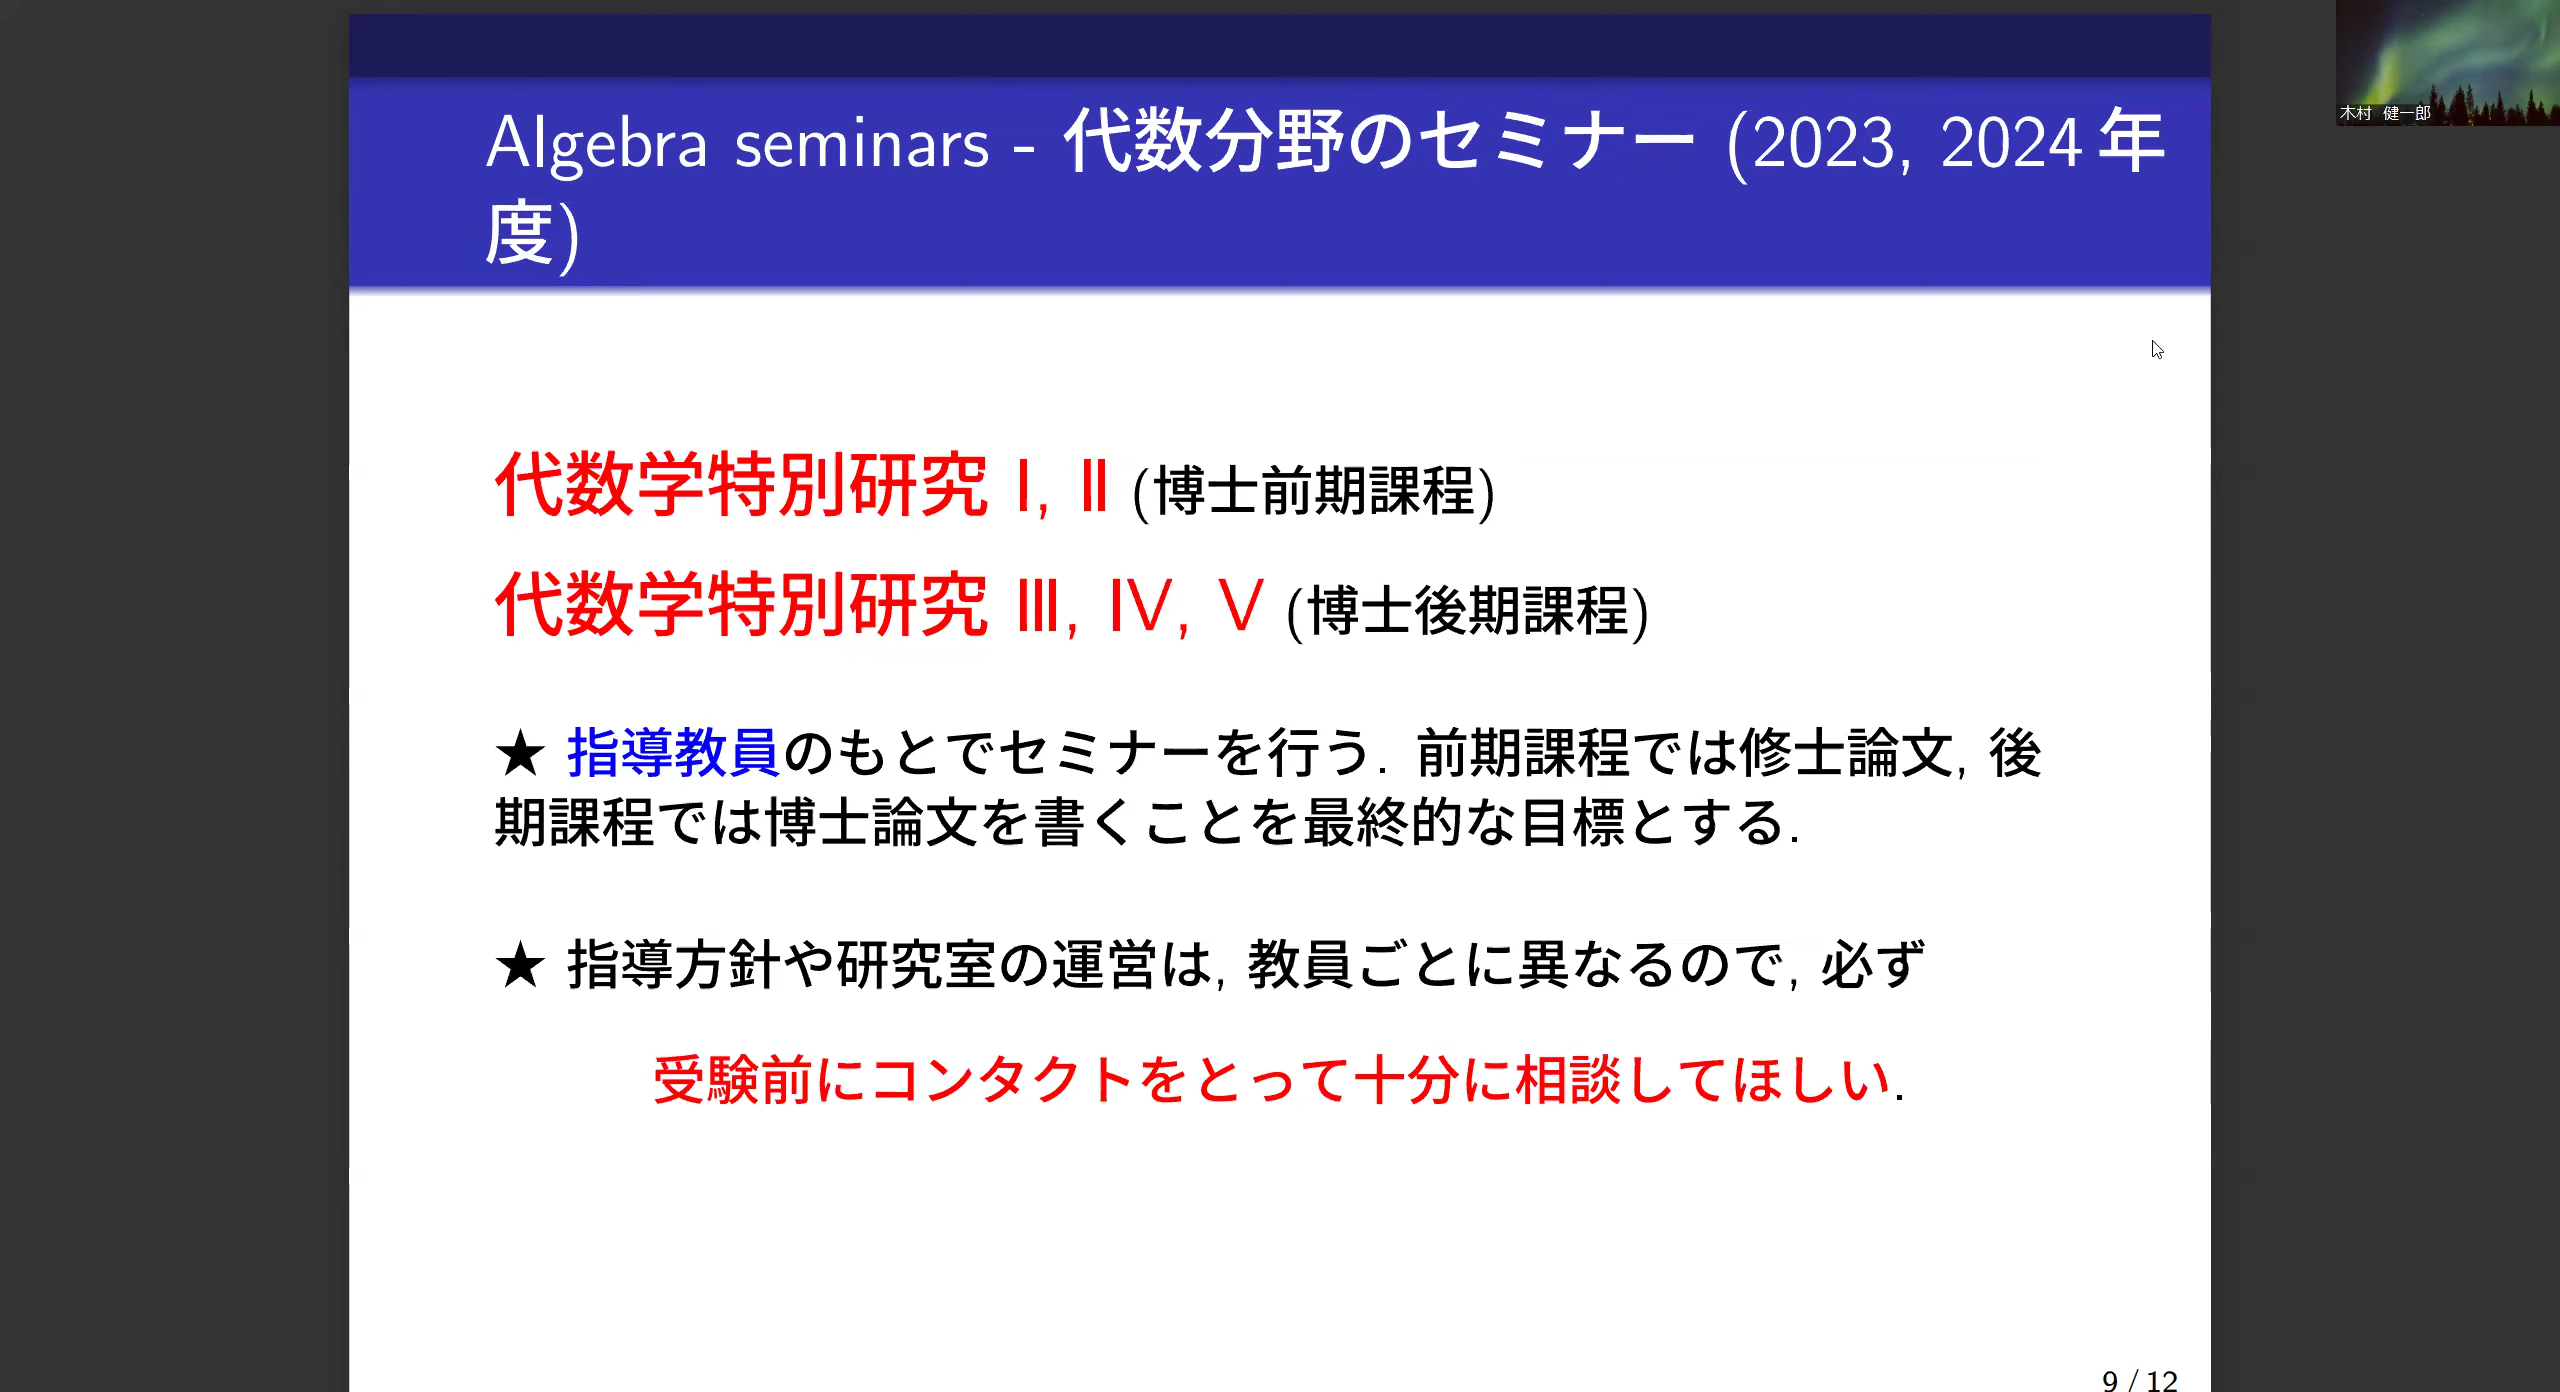 Algebra seminars - 代数分野のセミナー (2023, 2024 年
度)
木村 健一郎
代数学特別研究 I, II (博士前期課程)
代数学特別研究 III, IV, V (博士後期課程)
★ 指導教員のもとでセミナーを行う. 前期課程では修士論文, 後
期課程では博士論文を書くことを最終的な目標とする.
★ 指導方針や研究室の運営は, 教員ごとに異なるので, 必ず
受験前にコンタクトをとって十分に相談してほしい.
9 / 12